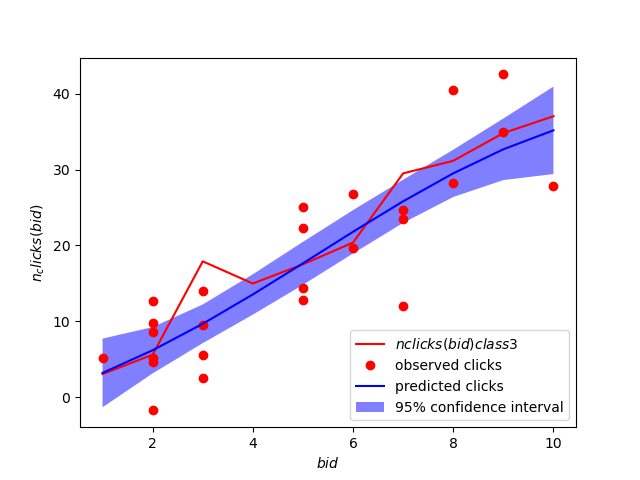 40
30
20
10
0
2
4
6
8
10
n_clicks(bid)
bid
nclicks(bid)class3
observed clicks
predicted clicks
95% confidence interval